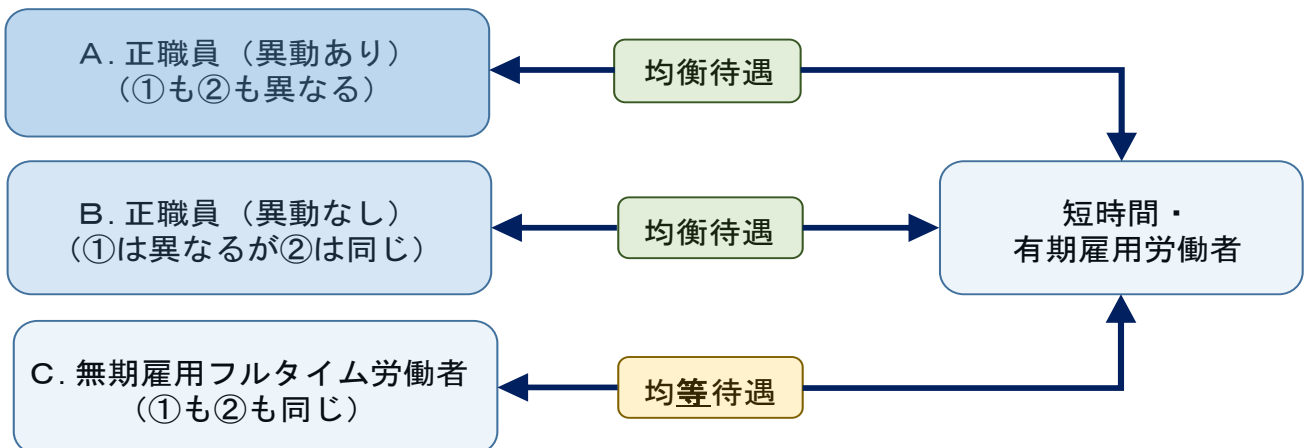 A. 正職員（異動あり）
（①も②も異なる）
均衡待遇
B. 正職員（異動なし）
（①は異なるが②は同じ）
均衡待遇
短時間・
有期雇用労働者
C. 無期雇用フルタイム労働者
（①も②も同じ）
均等待遇